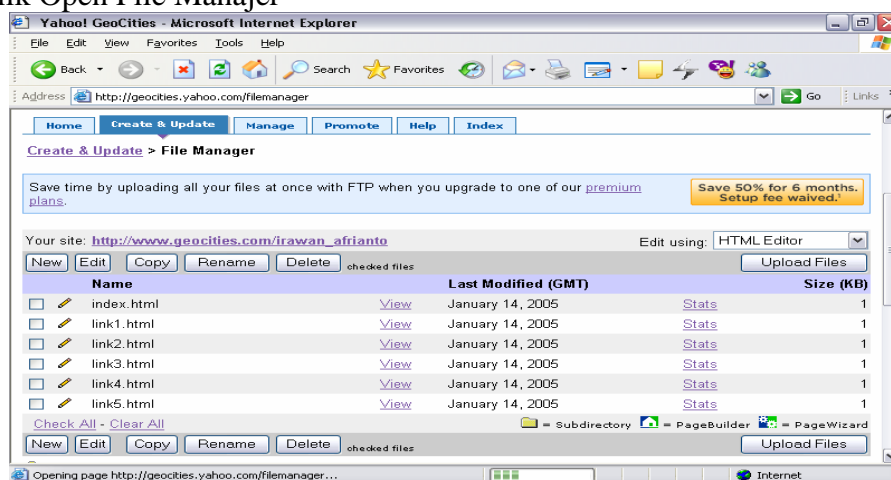 nk Open File Manajer
Yahoo! GeoCities - Microsoft Internet Explorer
File Edit View Favorites Tools Help
Back Search Favorites
Address http://geocities.yahoo.com/filemanager Go Links
Home Create & Update Manage Promote Help Index
Create & Update > File Manager
Save time by uploading all your files at once with FTP when you upgrade to one of our premium
plans.
Save 50% for 6 months.
Setup fee waived.¹
Your site: http://www.geocities.com/irawan_afrianto Edit using: HTML Editor
New Edit Copy Rename Delete checked files Upload Files
Name Last Modified (GMT) Size (KB)
index.html View January 14, 2005 Stats 1
link1.html View January 14, 2005 Stats 1
link2.html View January 14, 2005 Stats 1
link3.html View January 14, 2005 Stats 1
link4.html View January 14, 2005 Stats 1
link5.html View January 14, 2005 Stats 1
Check All - Clear All = Subdirectory = PageBuilder = PageWizard
New Edit Copy Rename Delete checked files Upload Files
Opening page http://geocities.yahoo.com/filemanager... Internet